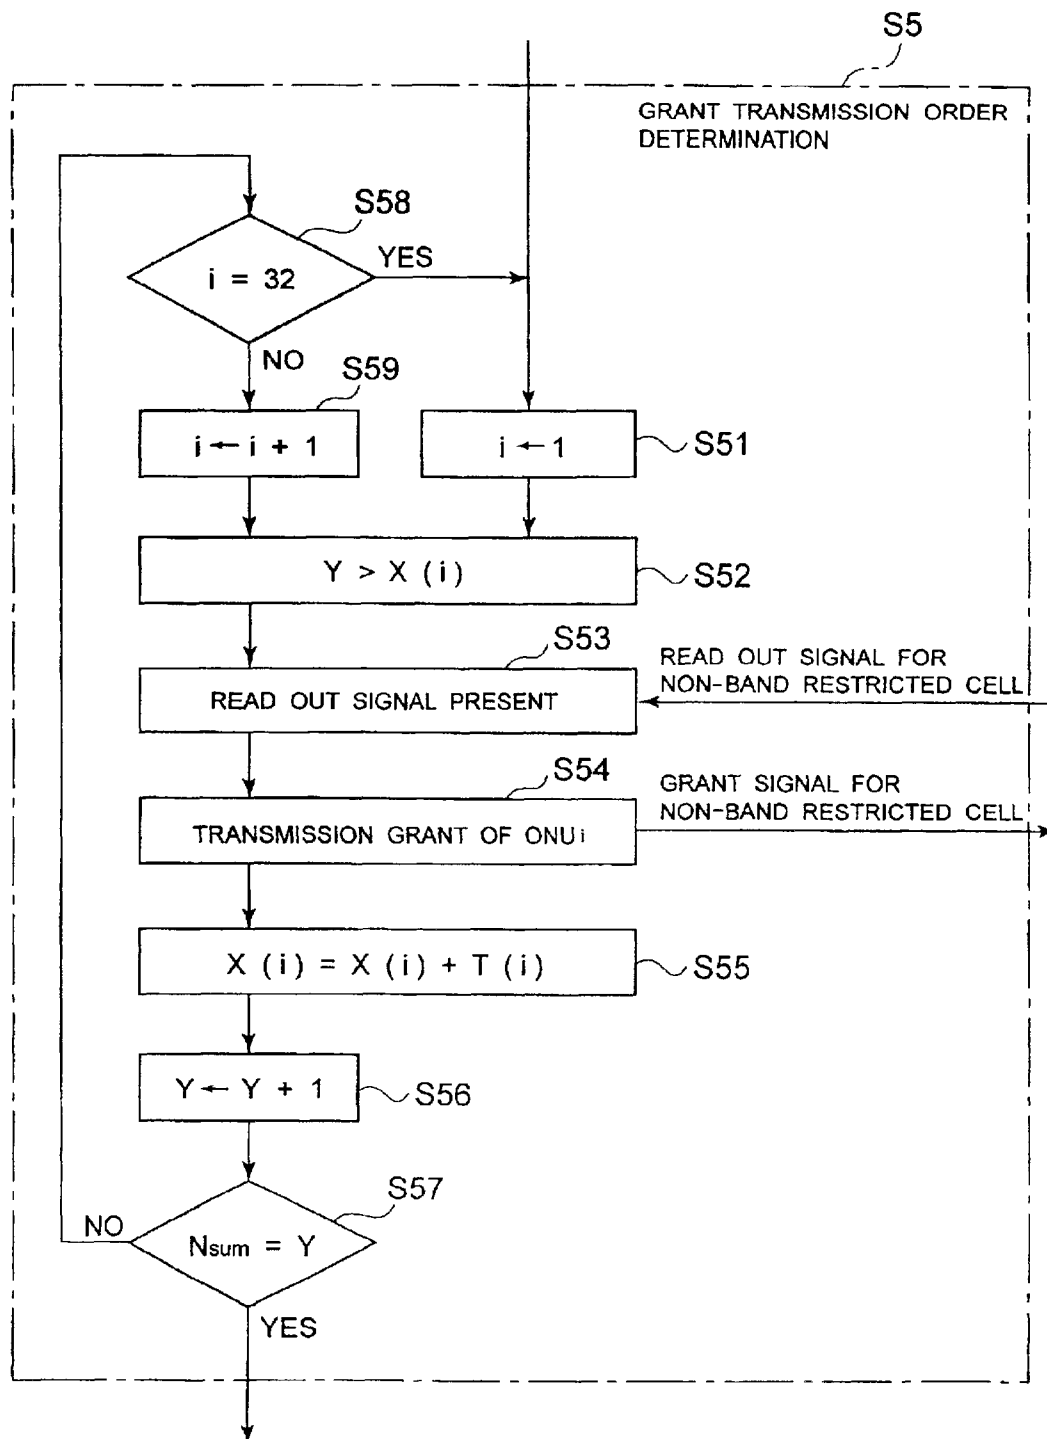 S5
GRANT TRANSMISSION ORDER
DETERMINATION
S58
i = 32
YES
NO
S59
i ← i + 1
i ← 1
S51
Y > X (i)
S52
S53
READ OUT SIGNAL PRESENT
READ OUT SIGNAL FOR
NON-BAND RESTRICTED CELL
S54
TRANSMISSION GRANT OF ONUi
GRANT SIGNAL FOR
NON-BAND RESTRICTED CELL
X (i) = X (i) + T (i)
S55
Y ← Y + 1
S56
S57
NO
Nsum = Y
YES